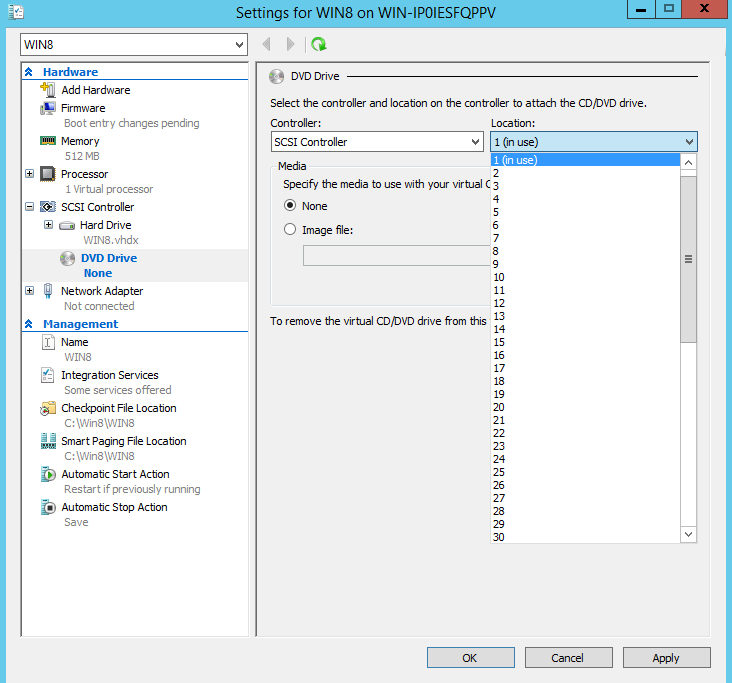 Settings for WIN8 on WIN-IP0IESFQPPV
WIN8
Hardware
Add Hardware
Firmware
Boot entry changes pending
Memory
512 MB
Processor
1 Virtual processor
SCSI Controller
Hard Drive
WIN8.vhdx
DVD Drive
None
Network Adapter
Not connected
Management
Name
WIN8
Integration Services
Some services offered
Checkpoint File Location
C:\Win8\WIN8
Smart Paging File Location
C:\Win8\WIN8
Automatic Start Action
Restart if previously running
Automatic Stop Action
Save
DVD Drive
Select the controller and location on the controller to attach the CD/DVD drive.
Controller:
Location:
SCSI Controller
1 (in use)
Media
Specify the media to use with your virtual
None
Image file:
To remove the virtual CD/DVD drive from this
1 (in use)
2
3
4
5
6
7
8
9
10
11
12
13
14
15
16
17
18
19
20
21
22
23
24
25
26
27
28
29
30
OK
Cancel
Apply